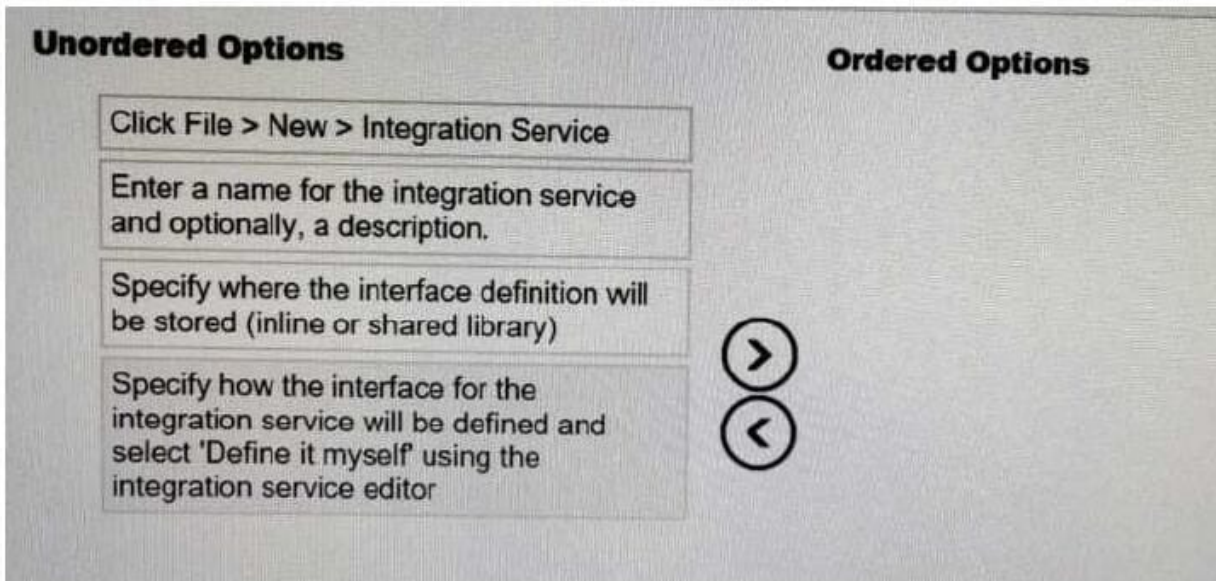 Unordered Options
Ordered Options
Click File > New > Integration Service
Enter a name for the integration service
and optionally, a description.
Specify where the interface definition will
be stored (inline or shared library)
Specify how the interface for the
integration service will be defined and
select 'Define it myself' using the
integration service editor
>
<